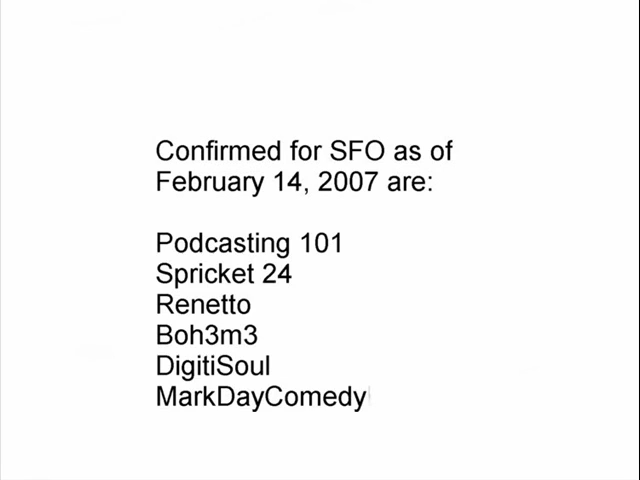 Confirmed for SFO as of
February 14, 2007 are:
Podcasting 101
Spricket 24
Renetto
Boh3m3
DigitiSoul
MarkDayComedy